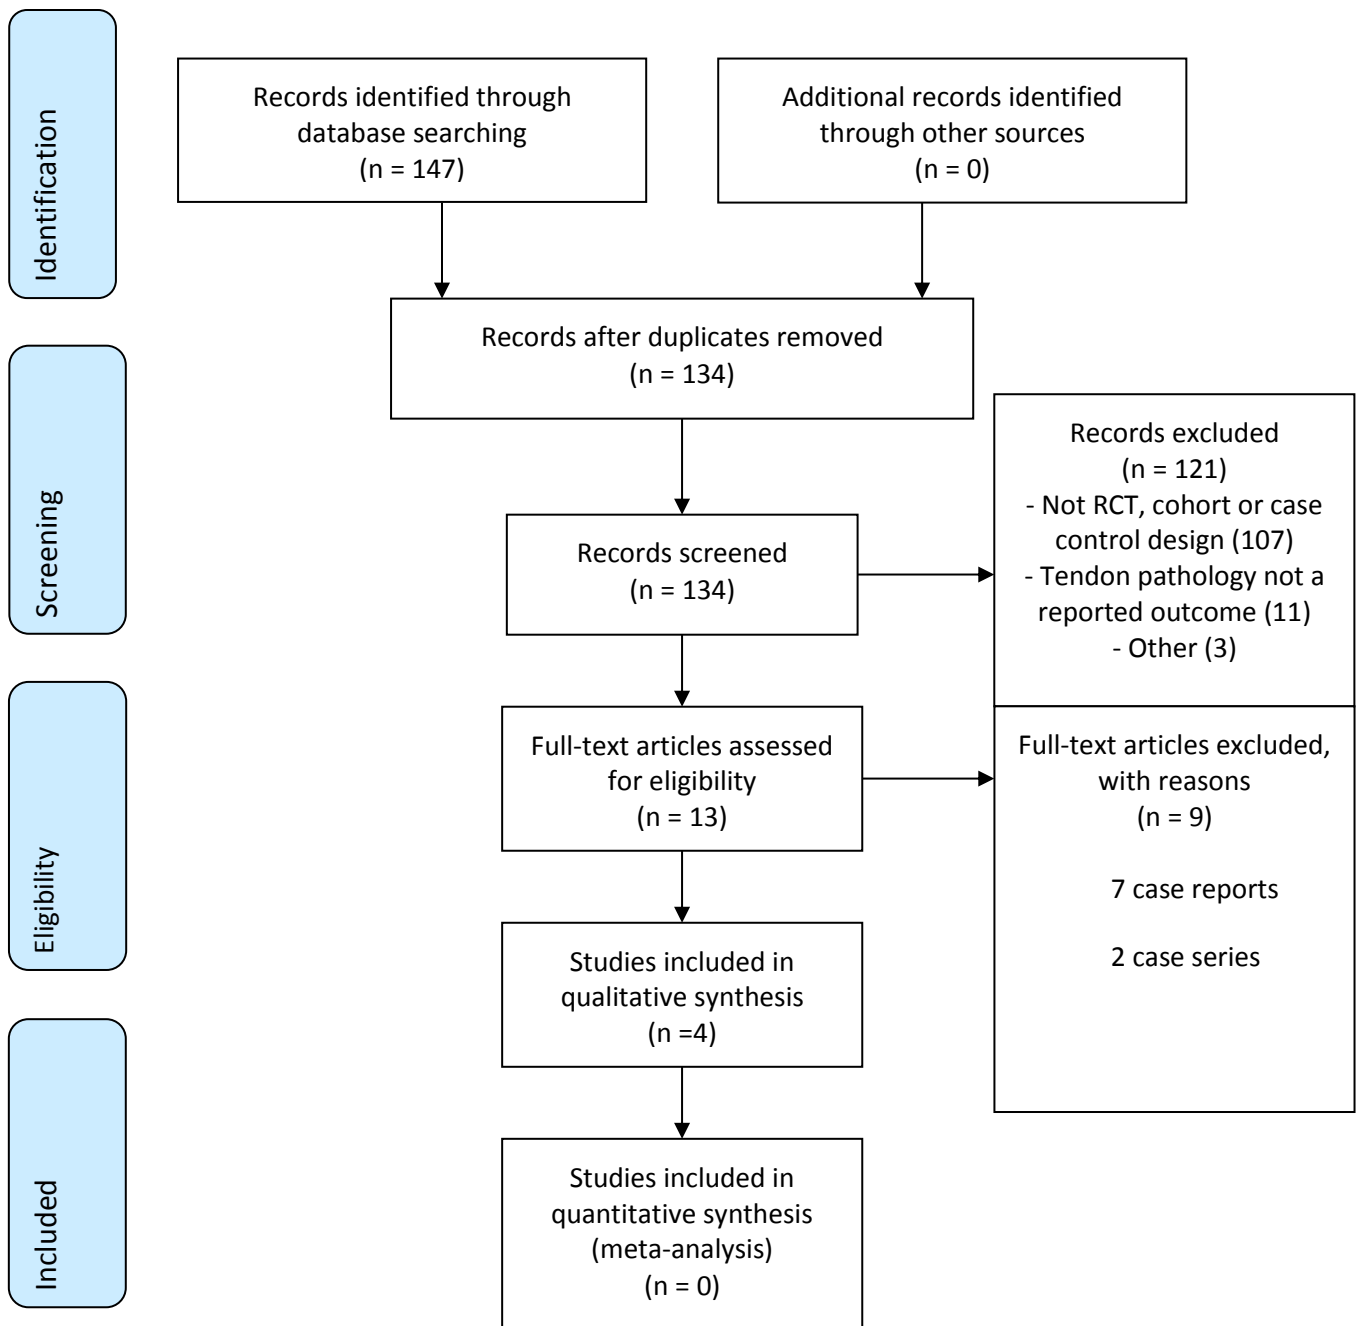 Identification
Records identified through
database searching
(n = 147)
Additional records identified
through other sources
(n = 0)
Records after duplicates removed
(n = 134)
Screening
Records screened
(n = 134)
Records excluded
(n = 121)
- Not RCT, cohort or case
control design (107)
- Tendon pathology not a
reported outcome (11)
- Other (3)
Eligibility
Full-text articles assessed
for eligibility
(n = 13)
Full-text articles excluded,
with reasons
(n = 9)
7 case reports
2 case series
Studies included in
qualitative synthesis
(n =4)
Included
Studies included in
quantitative synthesis
(meta-analysis)
(n = 0)